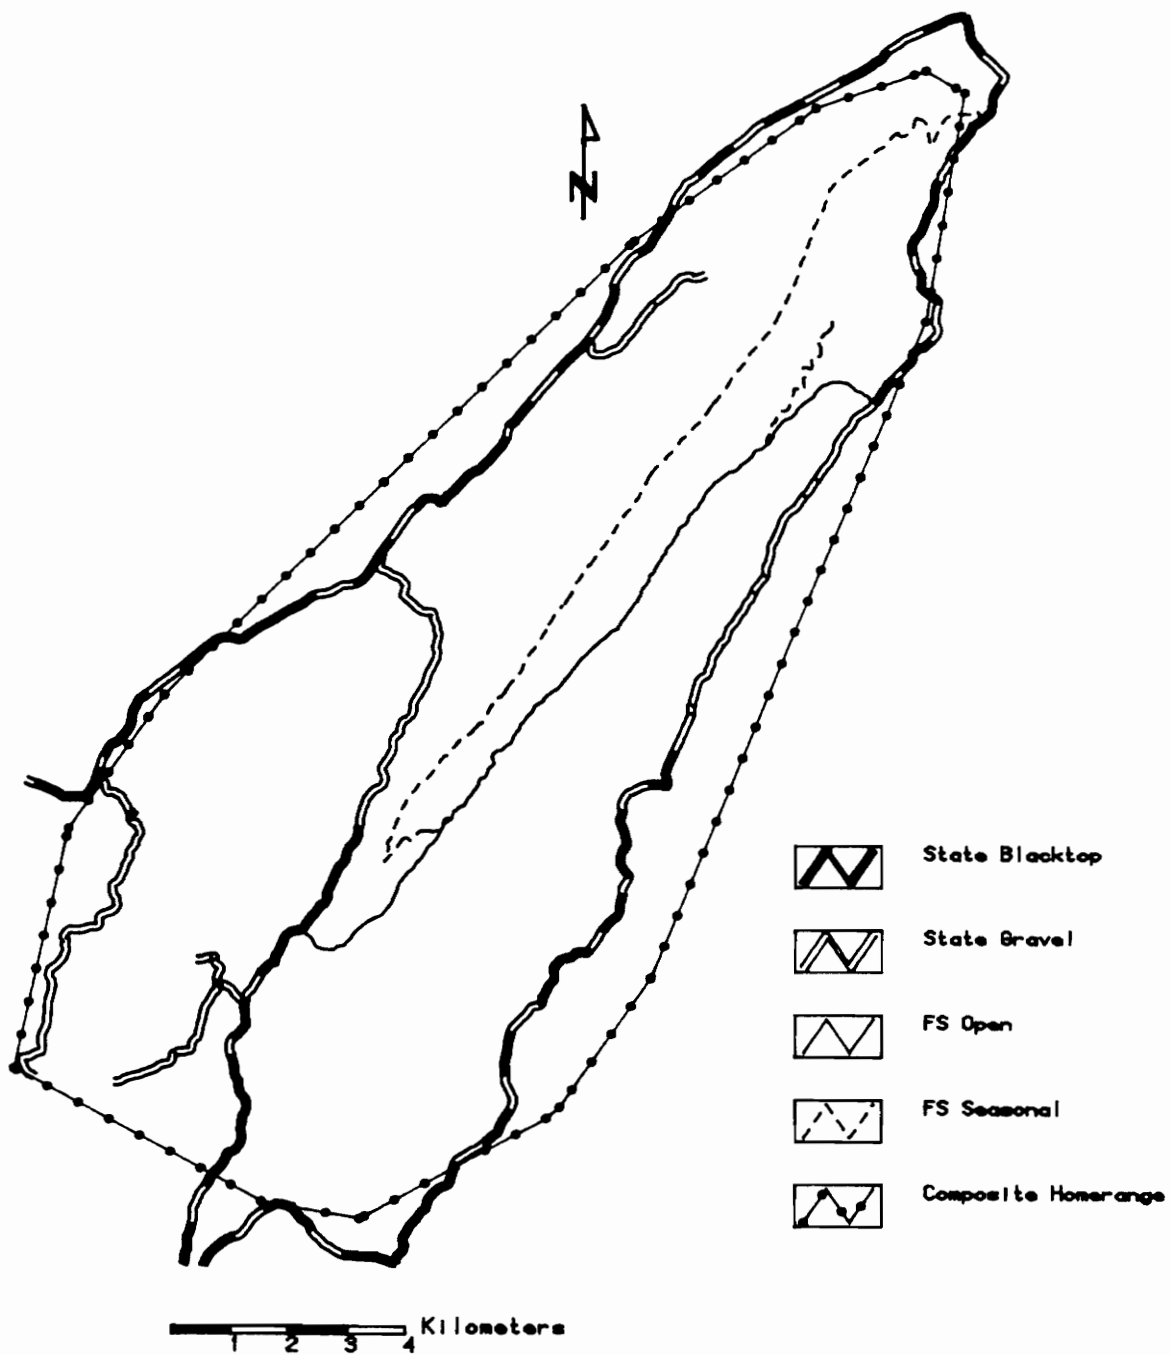 N
State Blacktop
State Gravel
FS Open
FS Seasonal
Composite Homerange
Kilometers
1 2 3 4